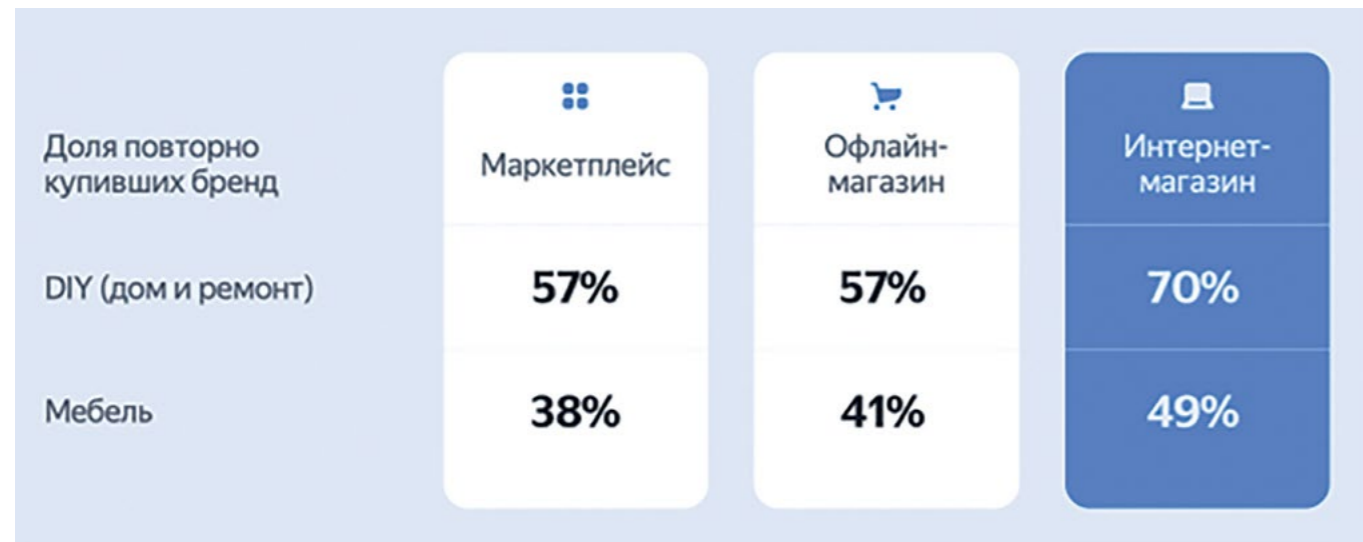 Доля повторно
купивших бренд
Маркетплейс
Офлайн-
магазин
Интернет-
магазин
DIY (дом и ремонт)
57%
57%
70%
Мебель
38%
41%
49%